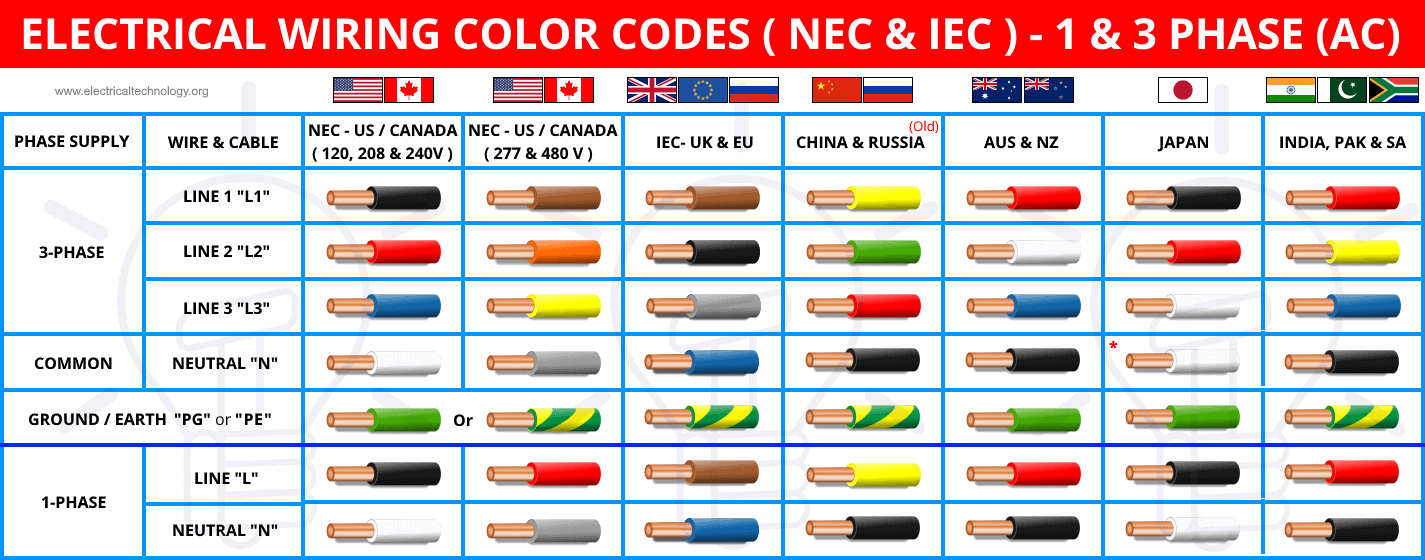 ELECTRICAL WIRING COLOR CODES ( NEC & IEC ) - 1 & 3 PHASE (AC)
www.electricaltechnology.org
PHASE SUPPLY
WIRE & CABLE
NEC - US / CANADA
( 120, 208 & 240V )
NEC - US / CANADA
( 277 & 480 V )
IEC- UK & EU
(Old)
CHINA & RUSSIA
AUS & NZ
JAPAN
INDIA, PAK & SA
3-PHASE
LINE 1 "L1"
LINE 2 "L2"
LINE 3 "L3"
COMMON
NEUTRAL "N"
*
GROUND / EARTH "PG" or "PE"
Or
1-PHASE
LINE "L"
NEUTRAL "N"